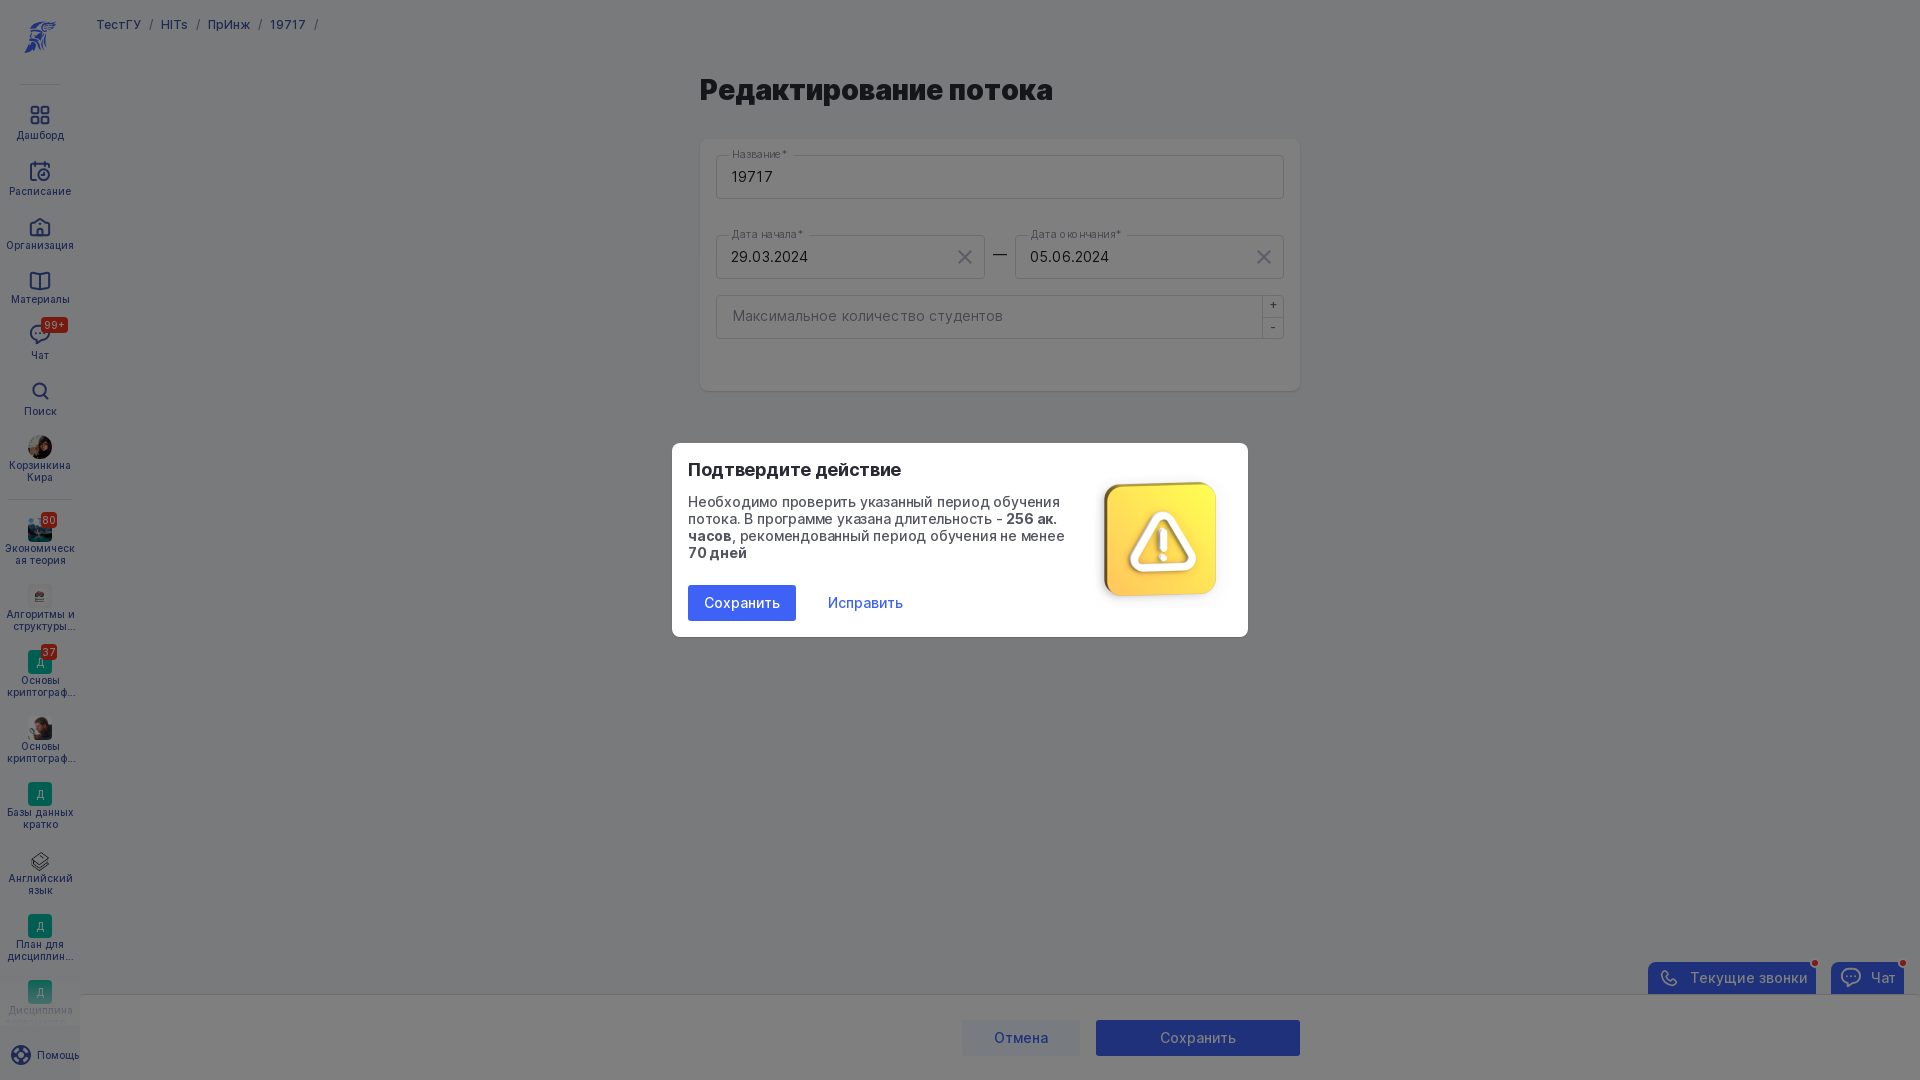 ТестГУ / HITs / ПрИнж / 19717 /
Редактирование потока
Название*
19717
Дата начала*
29.03.2024
—
Дата окончания*
05.06.2024
Максимальное количество студентов
+
-
Подтвердите действие
Необходимо проверить указанный период обучения
потока. В программе указана длительность - 256 ак.
часов, рекомендованный период обучения не менее
70 дней
Сохранить
Исправить
Дашборд
Расписание
Организация
Материалы
99+
Чат
Поиск
Корзинкина
Кира
80
Экономическ
ая теория
Алгоритмы и
структуры...
37
Д
Основы
криптограф...
Основы
криптограф...
Д
Базы данных
кратко
Английский
язык
Д
План для
дисциплин...
Д
Дисциплина
Помощь
Текущие звонки
Чат
Отмена
Сохранить